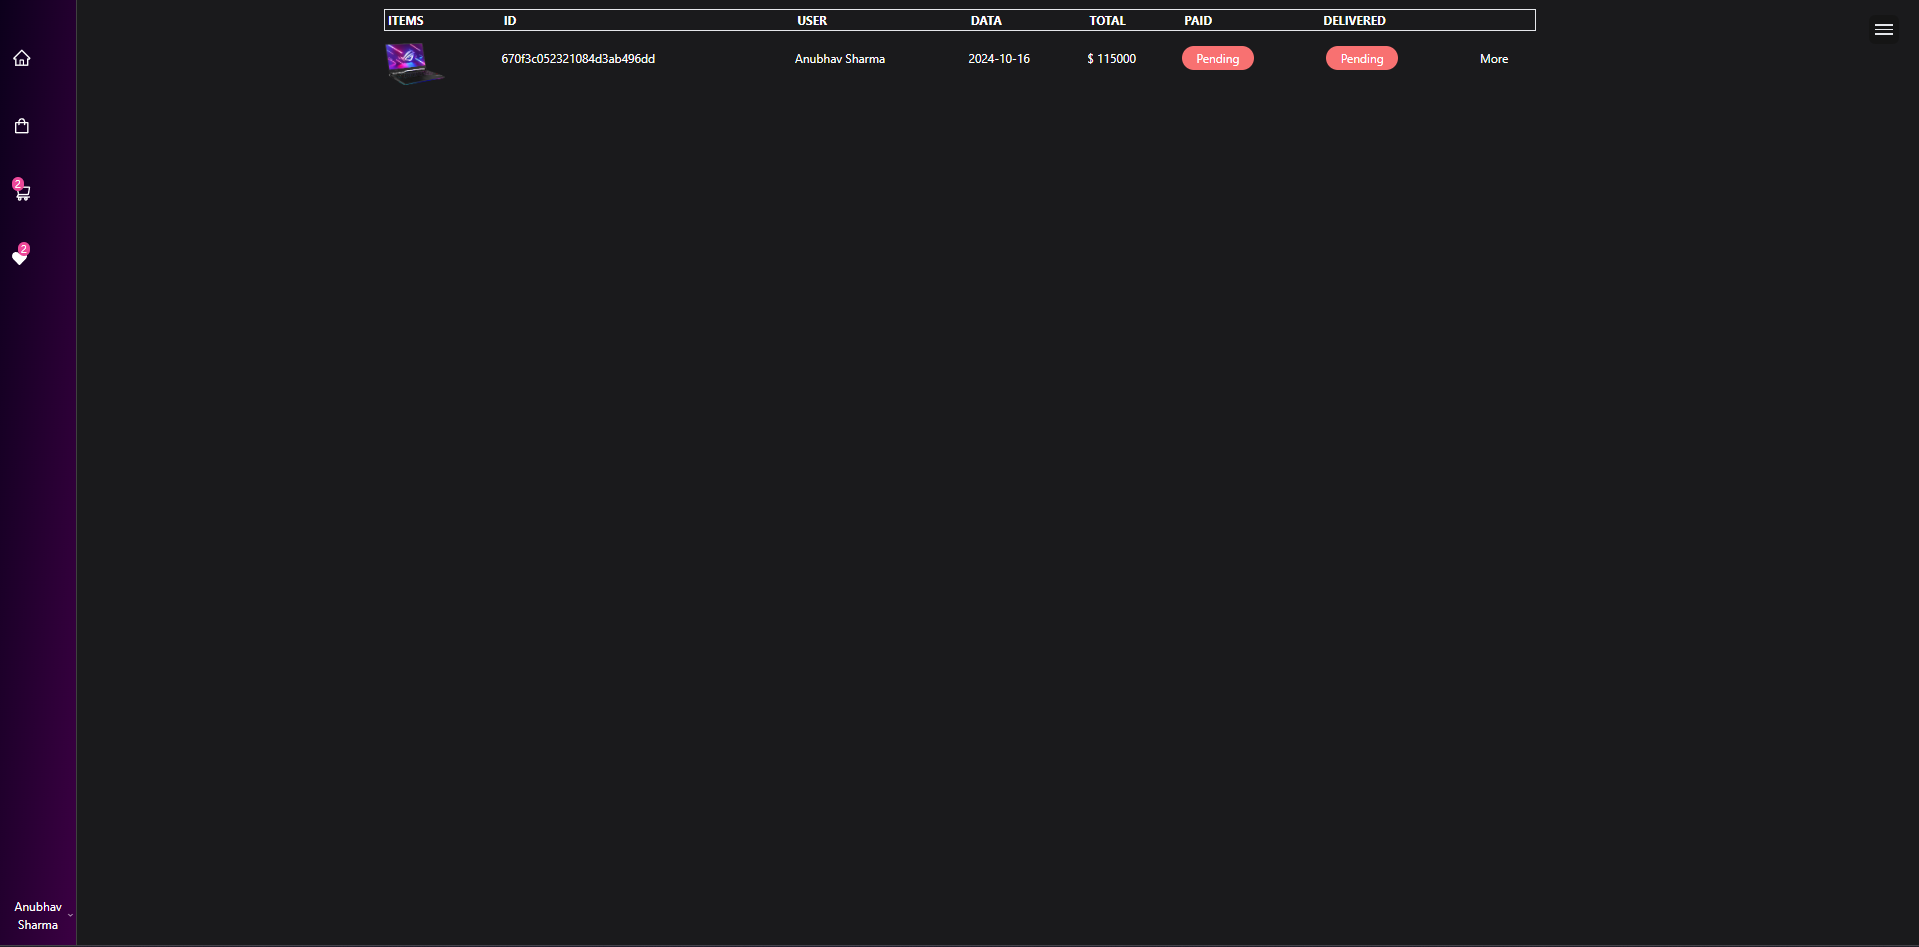 ITEMS ID USER DATA TOTAL PAID DELIVERED
670f3c052321084d3ab496dd Anubhav Sharma 2024-10-16 $ 115000 Pending Pending More
2
2
Anubhav
Sharma